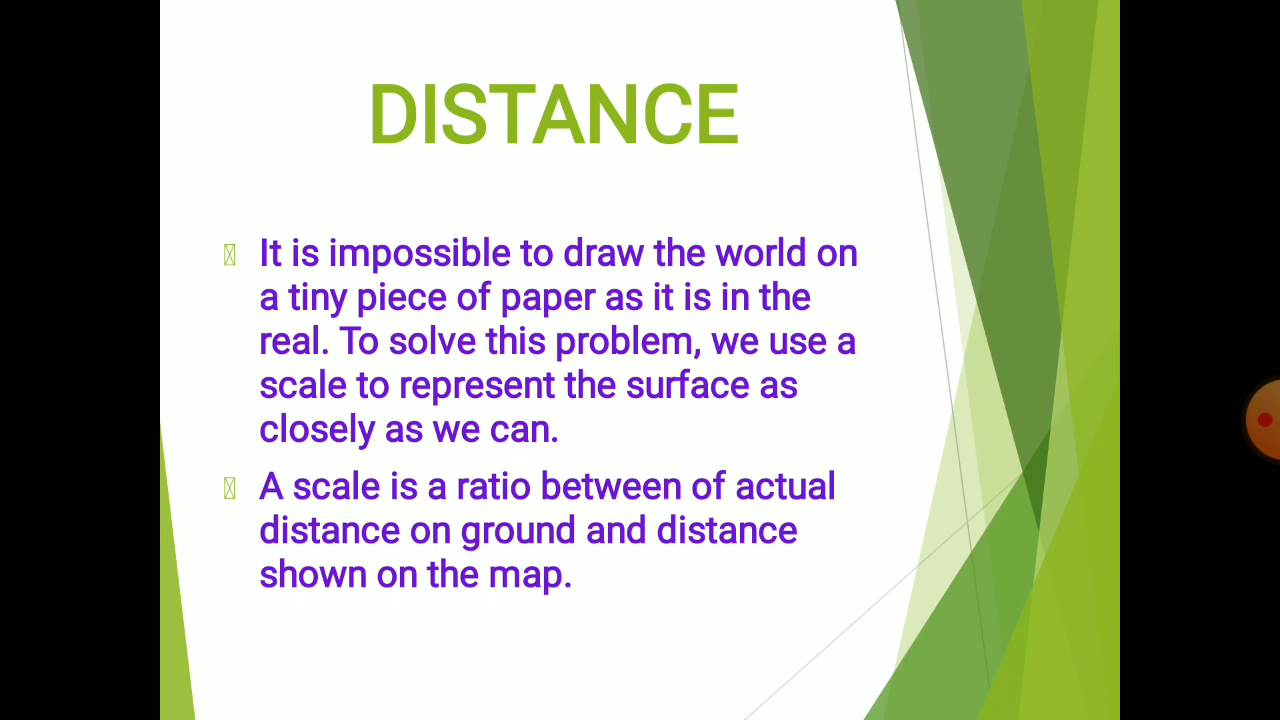 DISTANCE
It is impossible to draw the world on
a tiny piece of paper as it is in the
real. To solve this problem, we use a
scale to represent the surface as
closely as we can.
A scale is a ratio between of actual
distance on ground and distance
shown on the map.